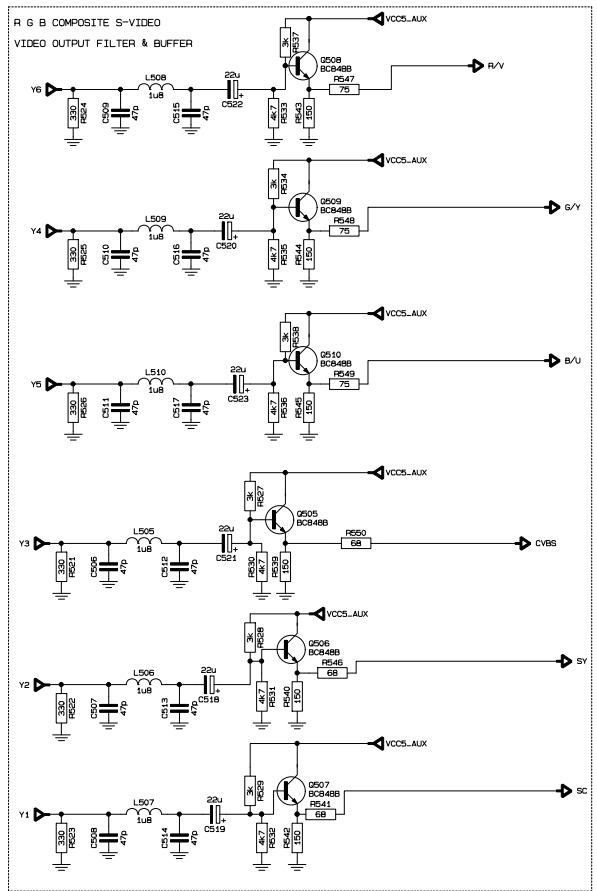 R G B COMPOSITE S-VIDEO
VIDEO OUTPUT FILTER & BUFFER
VCC5_AUX
3k
R537
Q508
BC848B
R547
75
R/V
Y6
L508
1u8
22u
C522
330
R524
C509
47p
C515
47p
4k7
R533
R543
150
VCC5_AUX
3k
R534
Q509
BC848B
R548
75
G/Y
Y4
L509
1u8
22u
C520
330
R525
C510
47p
C516
47p
4k7
R535
R544
150
VCC5_AUX
3k
R538
Q510
BC848B
R549
75
B/U
Y5
L510
1u8
22u
C523
330
R526
C511
47p
C517
47p
4k7
R536
R545
150
VCC5_AUX
3k
R527
Q505
BC848B
R550
68
CVBS
Y3
L505
1u8
22u
C521
330
R521
C506
47p
C512
47p
R530
4k7
R539
150
VCC5_AUX
3k
R528
Q506
BC848B
R546
68
SY
Y2
L506
1u8
22u
C518
330
R522
C507
47p
C513
47p
4k7
R531
R540
150
VCC5_AUX
3k
R529
Q507
BC848B
R541
68
SC
Y1
L507
1u8
22u
C519
330
R523
C508
47p
C514
47p
4k7
R532
R542
150